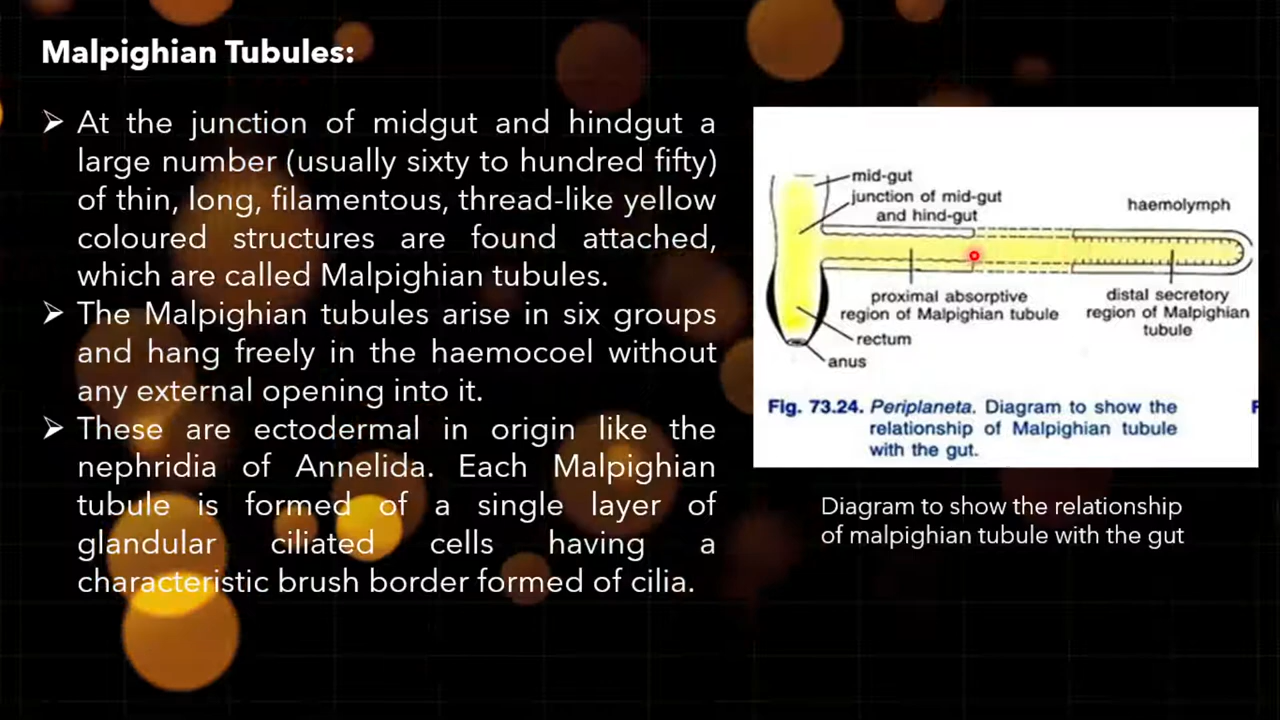 Malpighian Tubules:
➢ At the junction of midgut and hindgut a
large number (usually sixty to hundred fifty)
of thin, long, filamentous, thread-like yellow
coloured structures are found attached,
which are called Malpighian tubules.
➢ The Malpighian tubules arise in six groups
and hang freely in the haemocoel without
any external opening into it.
➢ These are ectodermal in origin like the
nephridia of Annelida. Each Malpighian
tubule is formed of a single layer of
glandular ciliated cells having a
characteristic brush border formed of cilia.
mid-gut
junction of mid-gut
and hind-gut
haemolymph
proximal absorptive
region of Malpighian tubule
distal secretory
region of Malpighian
tubule
rectum
anus
Fig. 73.24. Periplaneta. Diagram to show the
relationship of Malpighian tubule
with the gut.
F
Diagram to show the relationship
of malpighian tubule with the gut